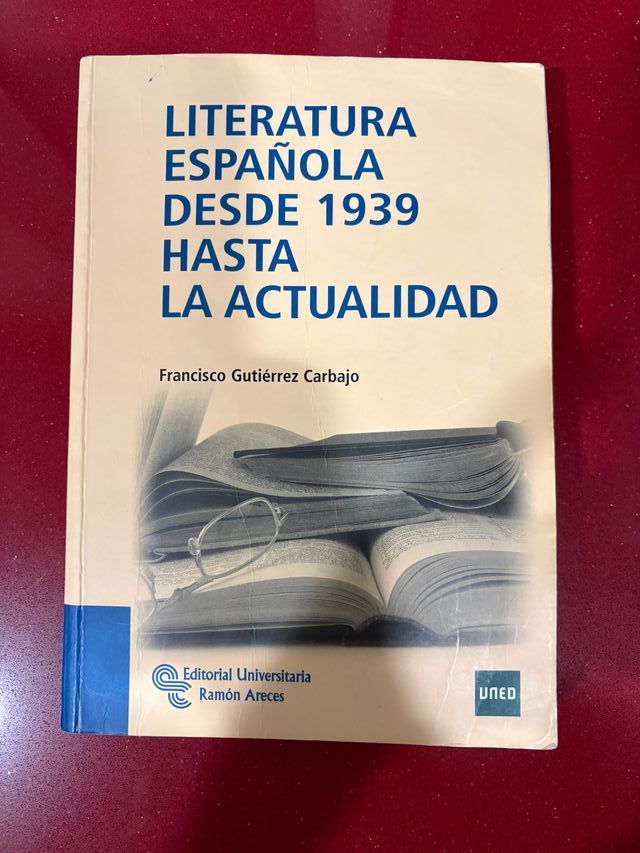 LITERATURA
ESPAÑOLA
DESDE 1939
HASTA
LA ACTUALIDAD
Francisco Gutiérrez Carbajo
Editorial Universitaria
Ramón Areces
UNED